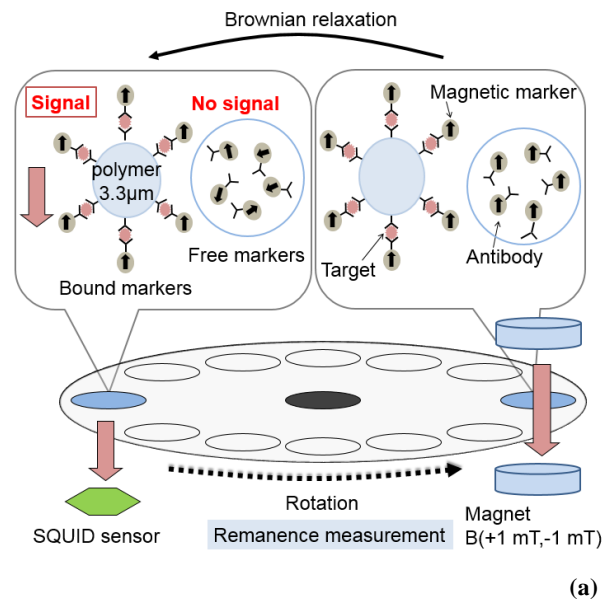 Brownian relaxation
Signal
No signal
polymer
3.3μm
Free markers
Bound markers
Magnetic marker
Target
Antibody
SQUID sensor
Rotation
Remanence measurement
Magnet
B(+1 mT,-1 mT)
(a)